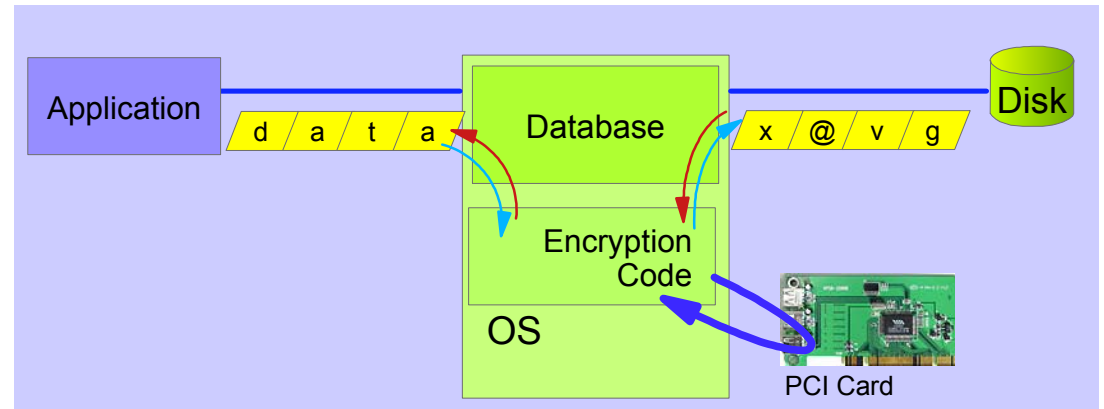 Application
d a t a
Database
x @ v g
Disk
Encryption
Code
OS
PCI Card